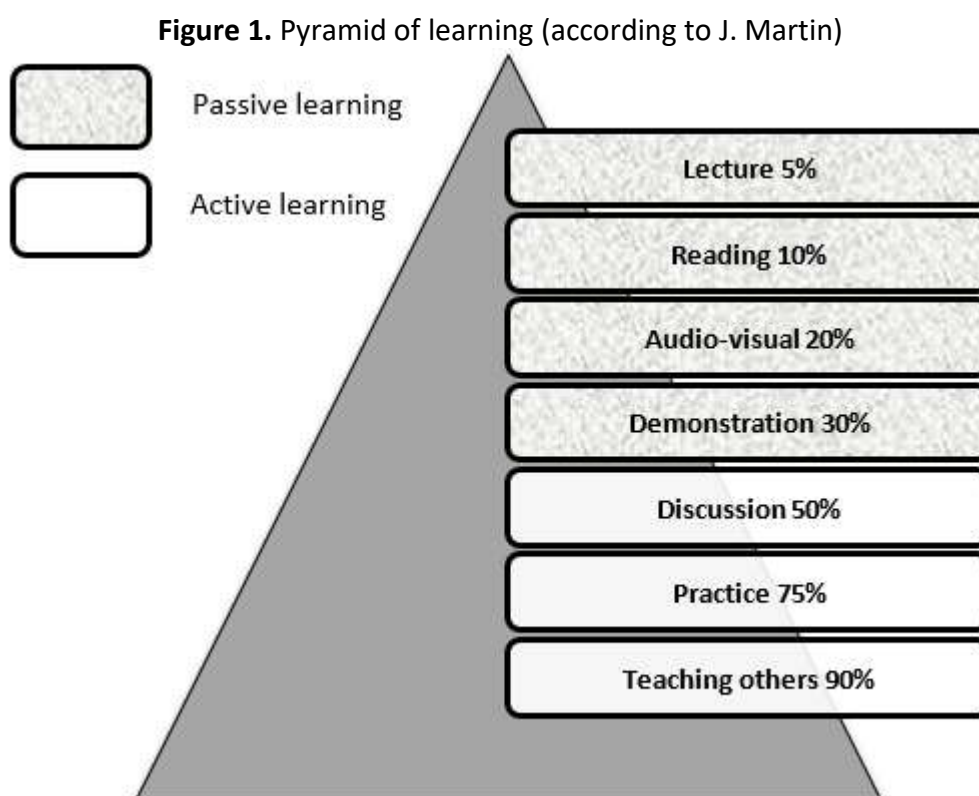 Figure 1. Pyramid of learning (according to J. Martin)
Passive learning
Active learning
Lecture 5%
Reading 10%
Audio-visual 20%
Demonstration 30%
Discussion 50%
Practice 75%
Teaching others 90%